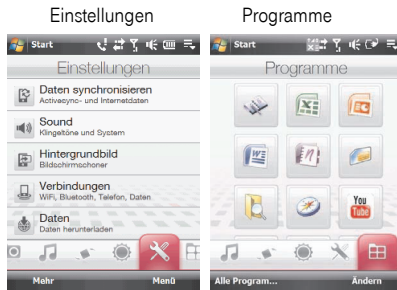 Einstellungen
Programme
Start
Einstellungen
Daten synchronisieren
Activesync- und Internetdaten
Sound
Klingeltöne und System
Hintergrundbild
Bildschirmschoner
Verbindungen
WiFi, Bluetooth, Telefon, Daten
Daten
Daten herunterladen
Mehr
Menü
Start
Programme
You
Tube
Alle Program...
Ändern